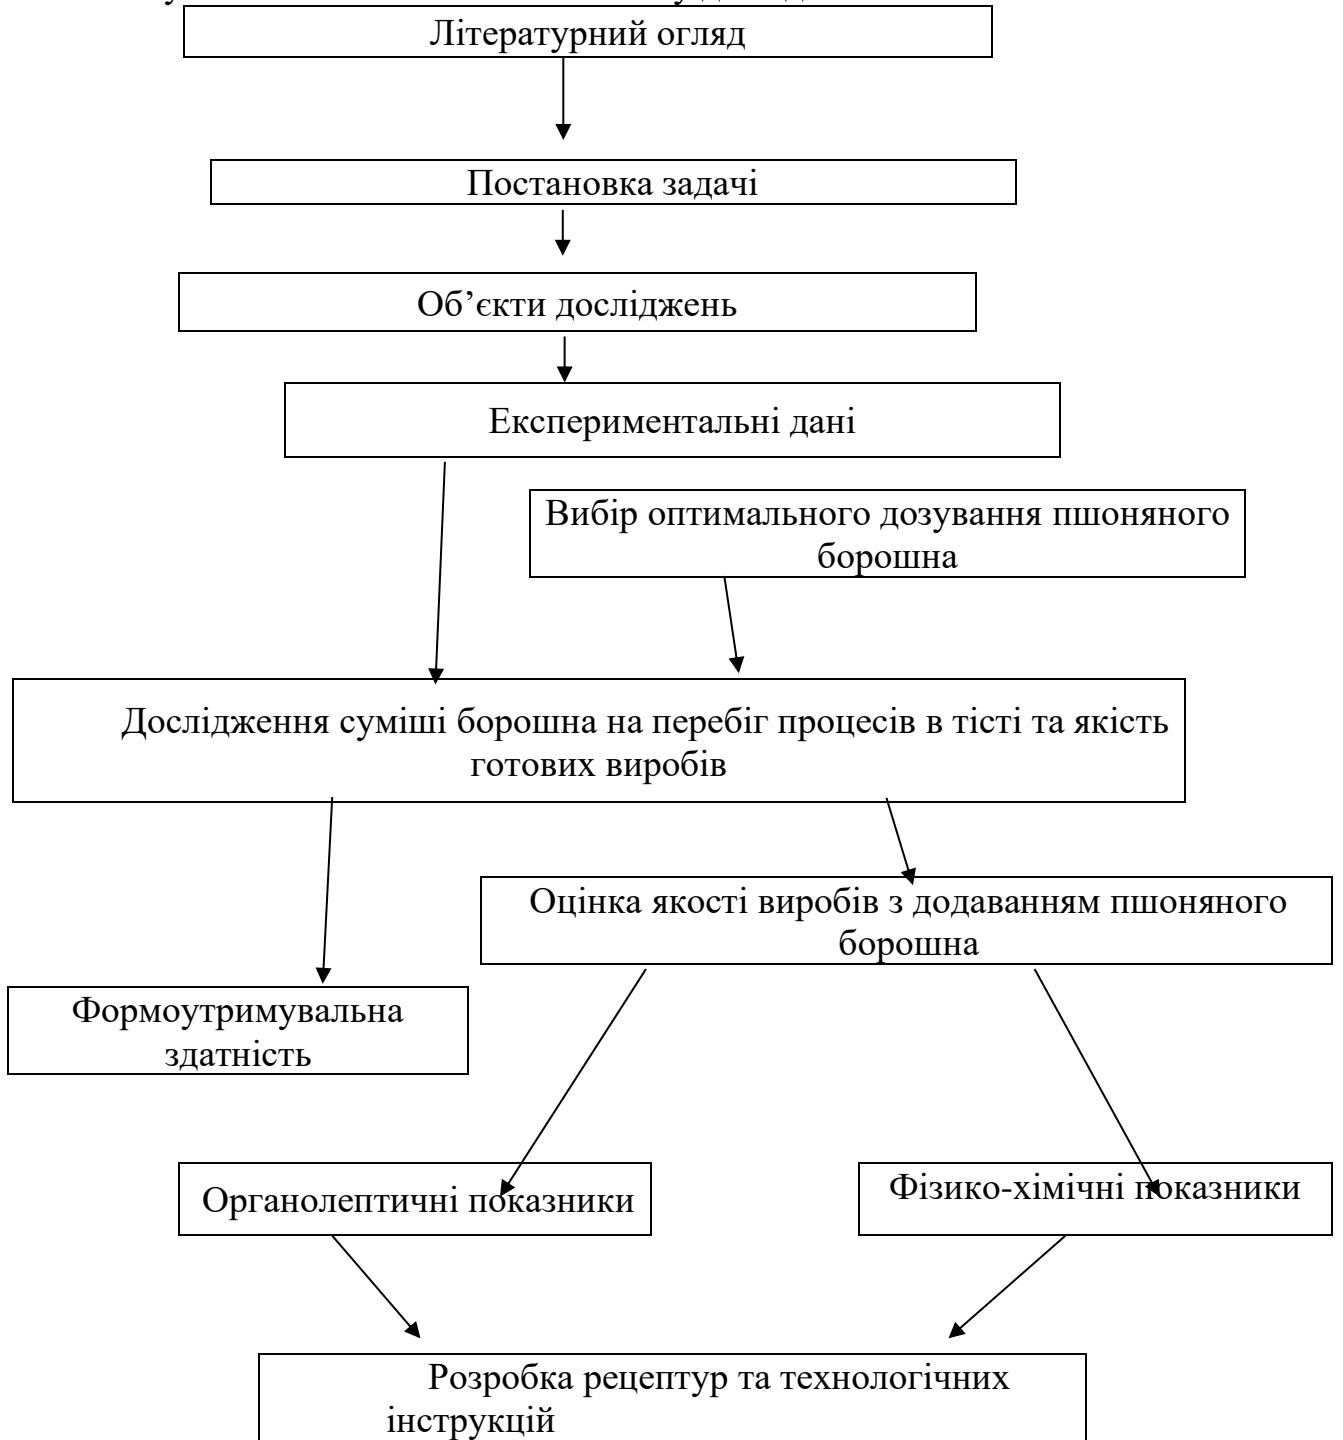 Літературний огляд
Постановка задачі
Об’єкти досліджень
Експериментальні дані
Вибір оптимального дозування пшоняного
борошна
Дослідження суміші борошна на перебіг процесів в тісті та якість
готових виробів
Оцінка якості виробів з додаванням пшоняного
борошна
Формоутримувальна
здатність
Органолептичні показники
Фізико-хімічні показники
Розробка рецептур та технологічних
інструкцій